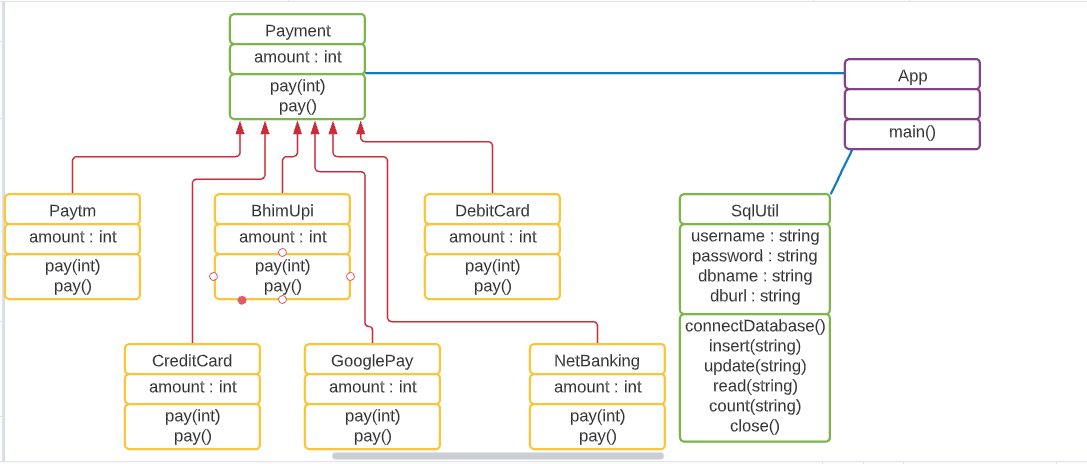 Payment
amount : int
pay(int)
pay()
App
main()
Paytm
amount : int
pay(int)
pay()
BhimUpi
amount : int
pay(int)
pay()
DebitCard
amount : int
pay(int)
pay()
SqlUtil
username : string
password : string
dbname : string
dburl : string
connectDatabase()
insert(string)
update(string)
read(string)
count(string)
close()
CreditCard
amount : int
pay(int)
pay()
GooglePay
amount : int
pay(int)
pay()
NetBanking
amount : int
pay(int)
pay()